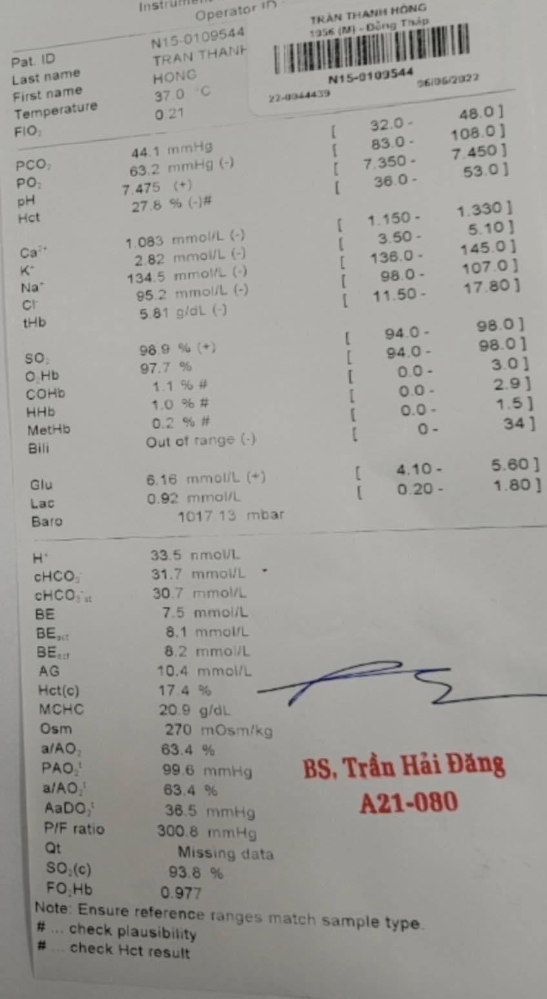 Operator ID
TRẦN THANH HỒNG
1956 (M) - Đồng Tháp
N15-0109544
22-0944439 06/06/2022
Pat. ID N15-0109544
Last name TRAN THANH
First name HONG
Temperature 37.0 °C
FIO₂ 0.21
PCO₂ 44.1 mmHg [ 32.0 - 48.0 ]
PO₂ 63.2 mmHg (-) [ 83.0 - 108.0 ]
pH 7.475 (+) [ 7.350 - 7.450 ]
Hct 27.8 % (-)# [ 36.0 - 53.0 ]
Ca²⁺ 1.083 mmol/L (-) [ 1.150 - 1.330 ]
K⁺ 2.82 mmol/L (-) [ 3.50 - 5.10 ]
Na⁺ 134.5 mmol/L (-) [ 136.0 - 145.0 ]
Cl⁻ 95.2 mmol/L (-) [ 98.0 - 107.0 ]
tHb 5.81 g/dL (-) [ 11.50 - 17.80 ]
SO₂ 98.9 % (+) [ 94.0 - 98.0 ]
O₂Hb 97.7 % [ 94.0 - 98.0 ]
COHb 1.1 % # [ 0.0 - 3.0 ]
HHb 1.0 % # [ 0.0 - 2.9 ]
MetHb 0.2 % # [ 0.0 - 1.5 ]
Bili Out of range (-) [ 0 - 34 ]
Glu 6.16 mmol/L (+) [ 4.10 - 5.60 ]
Lac 0.92 mmol/L [ 0.20 - 1.80 ]
Baro 1017.13 mbar
H⁺ 33.5 nmol/L
cHCO₃⁻ 31.7 mmol/L
cHCO₃⁻st 30.7 mmol/L
BE 7.5 mmol/L
BEact 8.1 mmol/L
BEecf 8.2 mmol/L
AG 10.4 mmol/L
Hct(c) 17.4 %
MCHC 20.9 g/dL
Osm 270 mOsm/kg
a/AO₂ 63.4 %
PAO₂ᵗ 99.6 mmHg
a/AO₂ᵗ 63.4 %
AaDO₂ᵗ 36.5 mmHg
P/F ratio 300.8 mmHg
Qt Missing data
SO₂(c) 93.8 %
FO₂Hb 0.977
BS. Trần Hải Đăng
A21-080
Note: Ensure reference ranges match sample type.
# ... check plausibility
# ... check Hct result